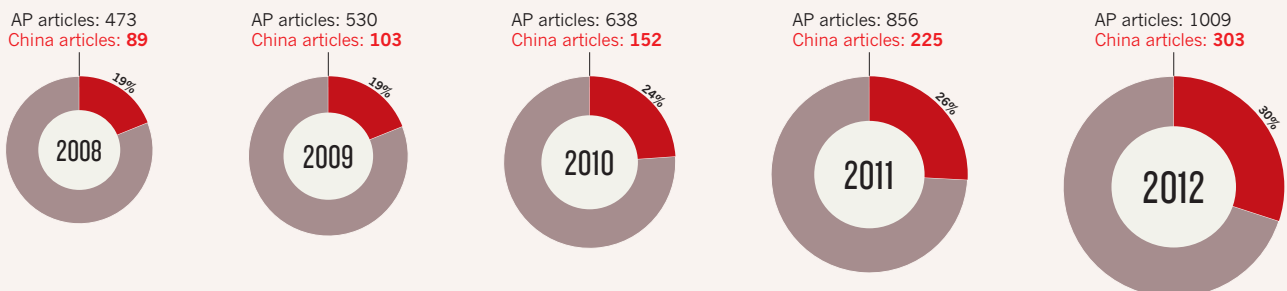 AP articles: 473
China articles: 89
19%
2008
AP articles: 530
China articles: 103
19%
2009
AP articles: 638
China articles: 152
24%
2010
AP articles: 856
China articles: 225
26%
2011
AP articles: 1009
China articles: 303
30%
2012